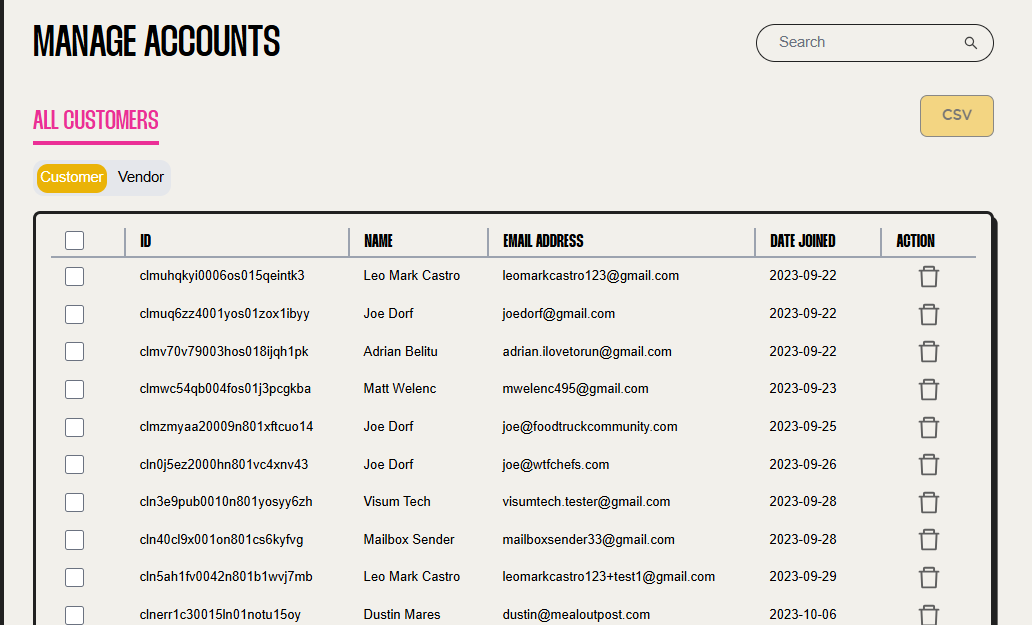 MANAGE ACCOUNTS
Search
ALL CUSTOMERS
CSV
Customer Vendor
ID NAME EMAIL ADDRESS DATE JOINED ACTION
clmuhqkyi0006os015qeintk3 Leo Mark Castro leomarkcastro123@gmail.com 2023-09-22
clmuq6zz4001yos01zox1ibyy Joe Dorf joedorf@gmail.com 2023-09-22
clmv70v79003hos018ijqh1pk Adrian Belitu adrian.ilovetorun@gmail.com 2023-09-22
clmwc54qb004fos01j3pcgkba Matt Welenc mwelenc495@gmail.com 2023-09-23
clmzmyaa20009n801xftcuo14 Joe Dorf joe@foodtruckcommunity.com 2023-09-25
cln0j5ez2000hn801vc4xnv43 Joe Dorf joe@wtfchefs.com 2023-09-26
cln3e9pub0010n801yosyy6zh Visum Tech visumtech.tester@gmail.com 2023-09-28
cln40cl9x001on801cs6kyfvg Mailbox Sender mailboxsender33@gmail.com 2023-09-28
cln5ah1fv0042n801b1wvj7mb Leo Mark Castro leomarkcastro123+test1@gmail.com 2023-09-29
clnerr1c30015ln01notu15oy Dustin Mares dustin@mealoutpost.com 2023-10-06